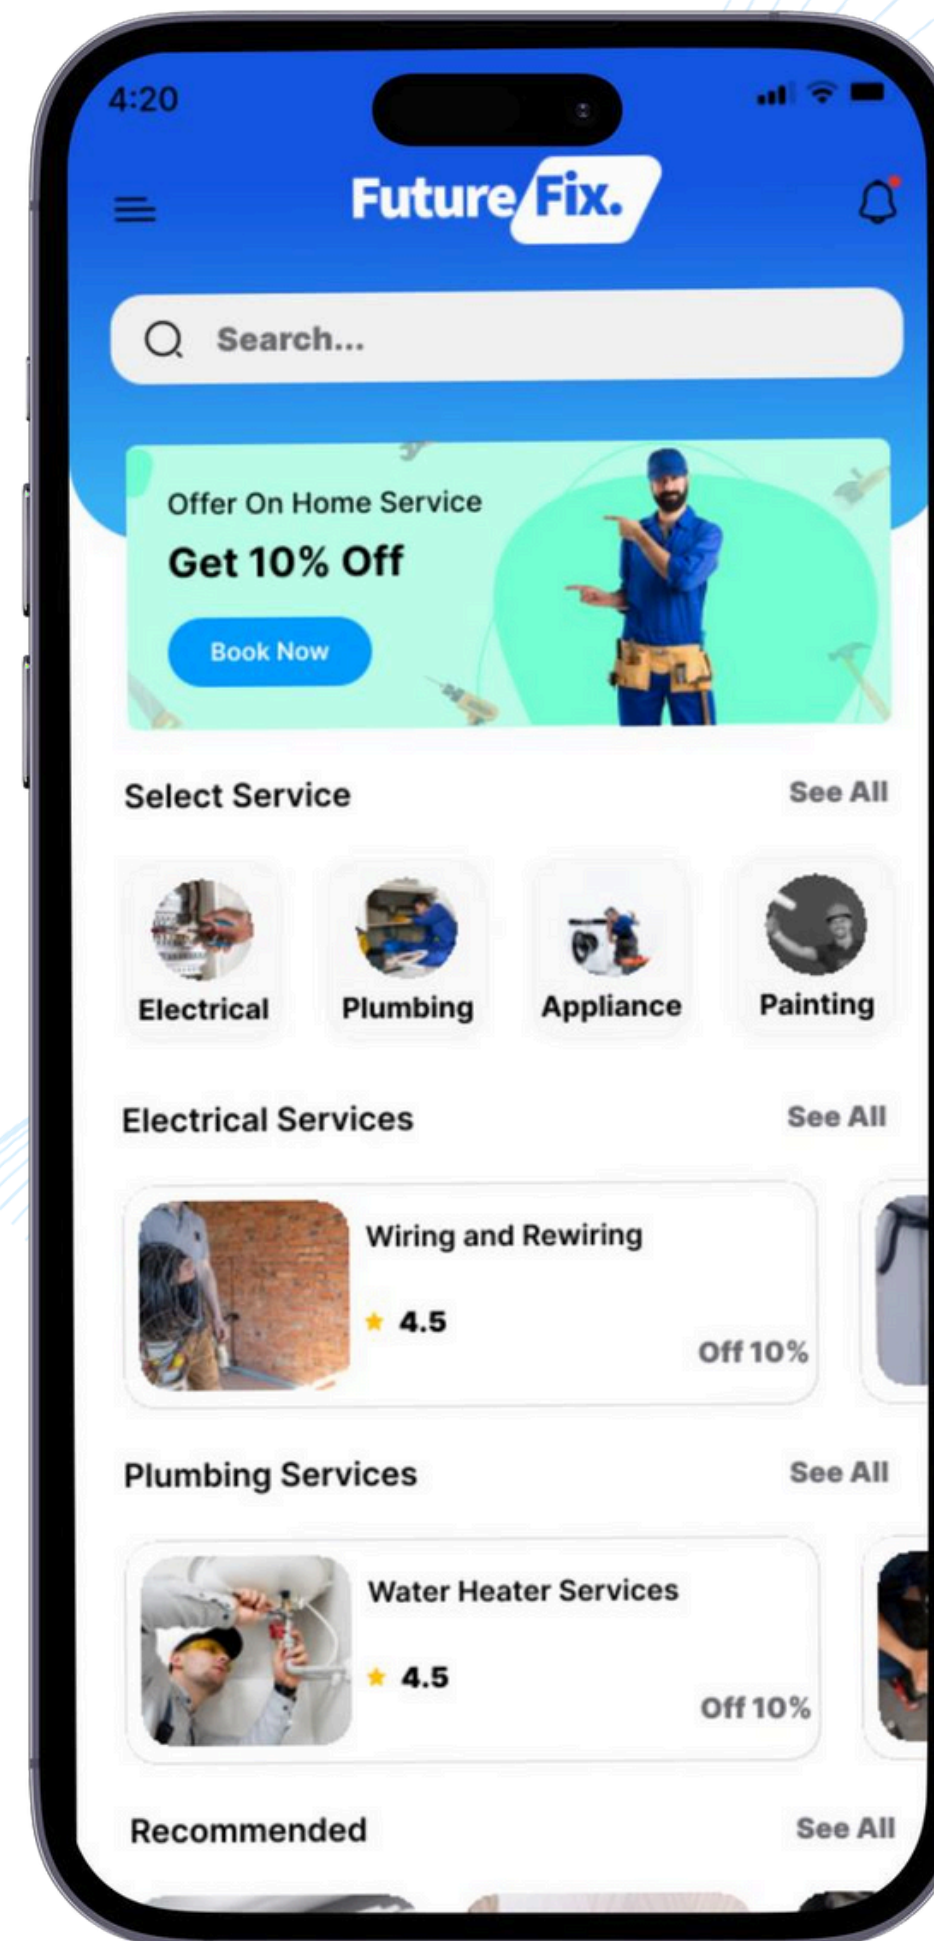 4:20
Future Fix.
Search...
Offer On Home Service
Get 10% Off
Book Now
Select Service
See All
Electrical
Plumbing
Appliance
Painting
Electrical Services
See All
Wiring and Rewiring
4.5
Off 10%
Plumbing Services
See All
Water Heater Services
4.5
Off 10%
Recommended
See All